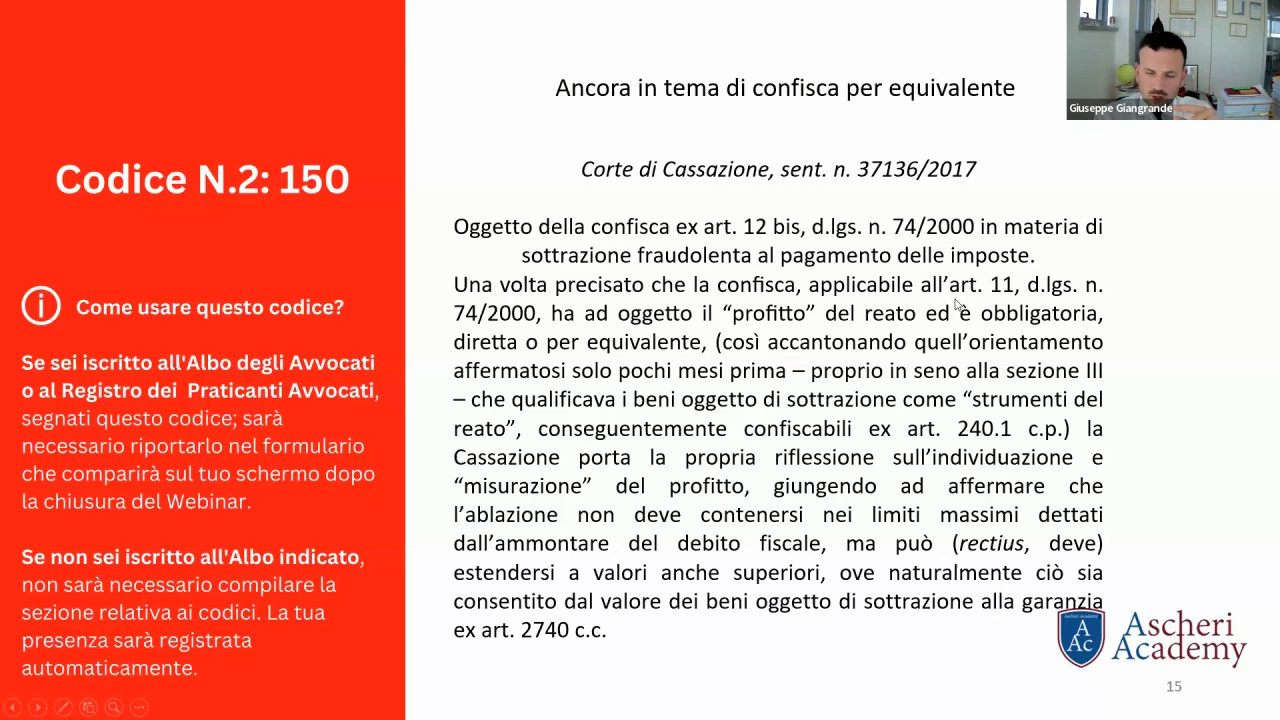 Codice N.2: 150
Come usare questo codice?
Se sei iscritto all'Albo degli Avvocati
o al Registro dei Praticanti Avvocati,
segnati questo codice; sarà
necessario riportarlo nel formulario
che comparirà sul tuo schermo dopo
la chiusura del Webinar.
Se non sei iscritto all'Albo indicato,
non sarà necessario compilare la
sezione relativa ai codici. La tua
presenza sarà registrata
automaticamente.
Ancora in tema di confisca per equivalente
Corte di Cassazione, sent. n. 37136/2017
Oggetto della confisca ex art. 12 bis, d.lgs. n. 74/2000 in materia di
sottrazione fraudolenta al pagamento delle imposte.
Una volta precisato che la confisca, applicabile all’art. 11, d.lgs. n.
74/2000, ha ad oggetto il “profitto” del reato ed è obbligatoria,
diretta o per equivalente, (così accantonando quell’orientamento
affermatosi solo pochi mesi prima – proprio in seno alla sezione III
– che qualificava i beni oggetto di sottrazione come “strumenti del
reato”, conseguentemente confiscabili ex art. 240.1 c.p.) la
Cassazione porta la propria riflessione sull’individuazione e
“misurazione” del profitto, giungendo ad affermare che
l’ablazione non deve contenersi nei limiti massimi dettati
dall’ammontare del debito fiscale, ma può (rectius, deve)
estendersi a valori anche superiori, ove naturalmente ciò sia
consentito dal valore dei beni oggetto di sottrazione alla garanzia
ex art. 2740 c.c.
Giuseppe Giangrande
Ascheri Academy
A
Ac
Ascheri
Academy
15